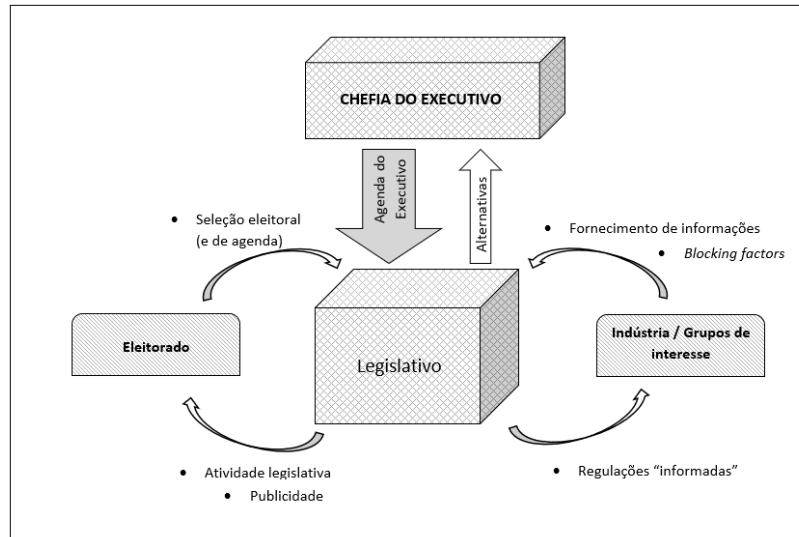 CHEFIA DO EXECUTIVO
Agenda do
Executivo
Alternativas
• Seleção eleitoral
(e de agenda)
• Fornecimento de informações
• Blocking factors
Eleitorado
Legislativo
Indústria / Grupos de
interesse
• Atividade legislativa
• Publicidade
• Regulações “informadas”